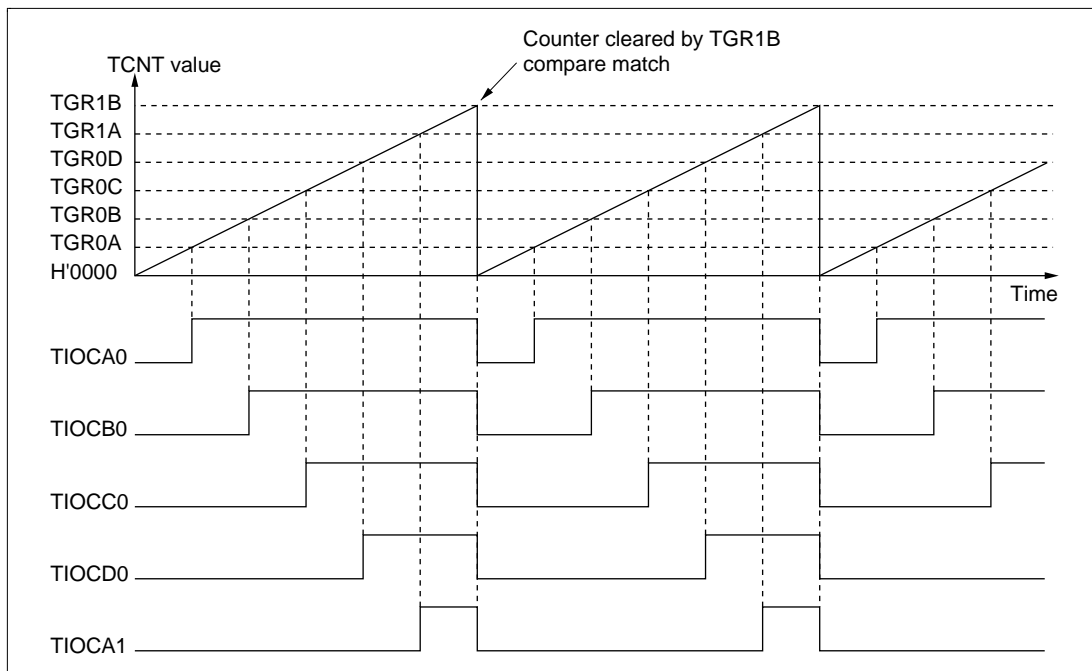 Counter cleared by TGR1B
compare match
TCNT value
TGR1B
TGR1A
TGR0D
TGR0C
TGR0B
TGR0A
H'0000
Time
TIOCA0
TIOCB0
TIOCC0
TIOCD0
TIOCA1